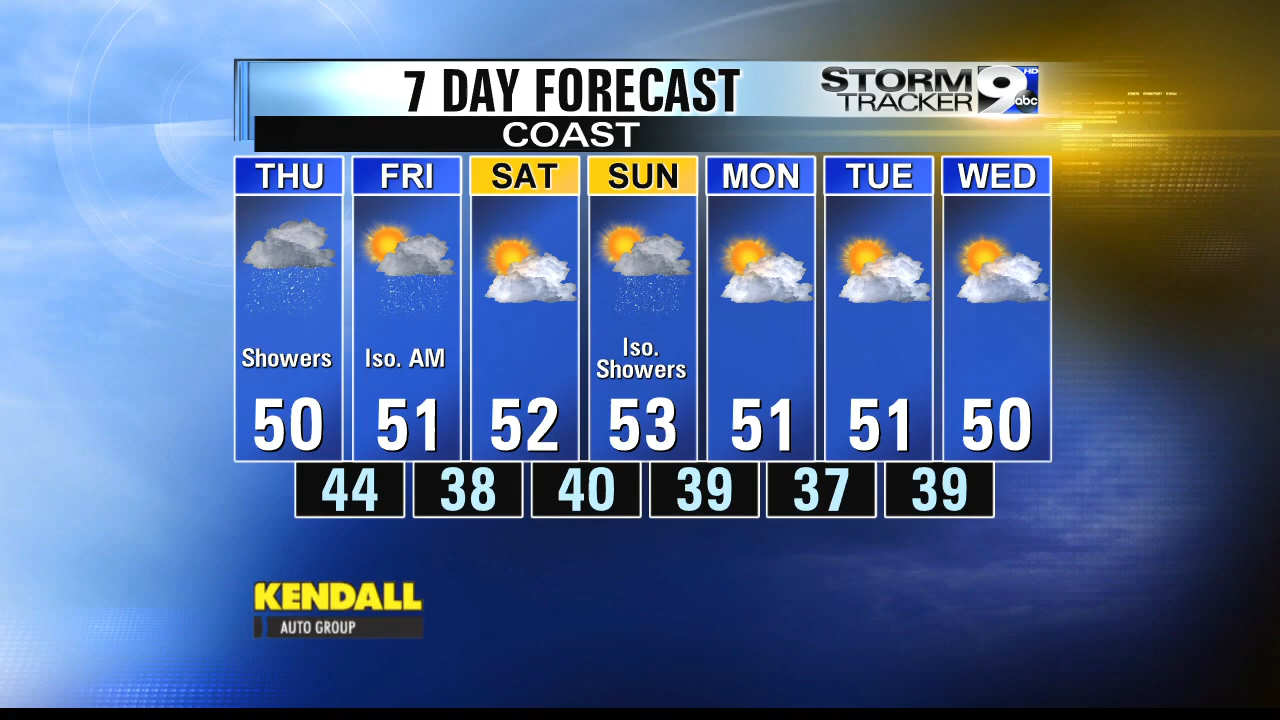 7 DAY FORECAST
STORM
TRACKER
9
HD
abc
COAST
THU FRI SAT SUN MON TUE WED
Showers
Iso. AM
Iso.
Showers
50 51 52 53 51 51 50
44 38 40 39 37 39
KENDALL
AUTO GROUP